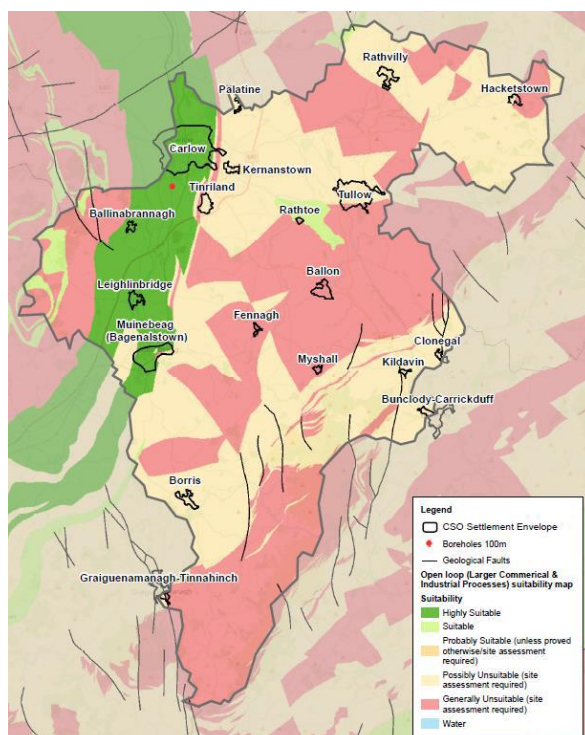 Rathvilly
Hacketstown
Palatine
Carlow
Kernanstown
Tinriland
Tullow
Rathtoe
Ballinabrannagh
Ballon
Leighlinbridge
Fennagh
Muinebeag
(Bagenalstown)
Clonegal
Myshall
Kildavin
Bunclody-Carrickduff
Borris
Graiguenamanagh-Tinnahinch
Legend
CSO Settlement Envelope
Boreholes 100m
Geological Faults
Open loop (Larger Commerical &
Industrial Processes) suitability map
Suitability
Highly Suitable
Suitable
Probably Suitable (unless proved
otherwise/site assessment
required)
Possibly Unsuitable (site
assessment required)
Generally Unsuitable (site
assessment required)
Water